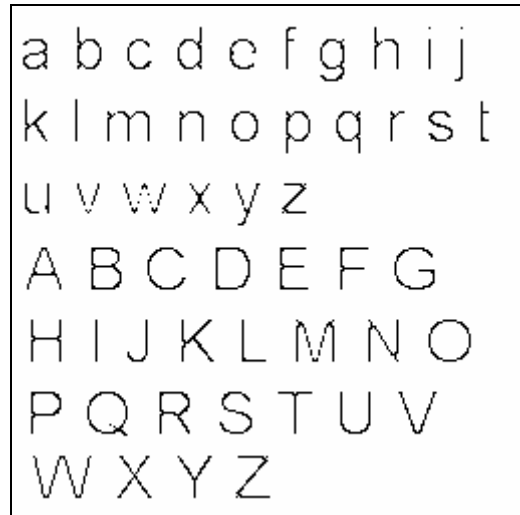 a b c d e f g h i j
k l m n o p q r s t
u v w x y z
A B C D E F G
H I J K L M N O
P Q R S T U V
W X Y Z